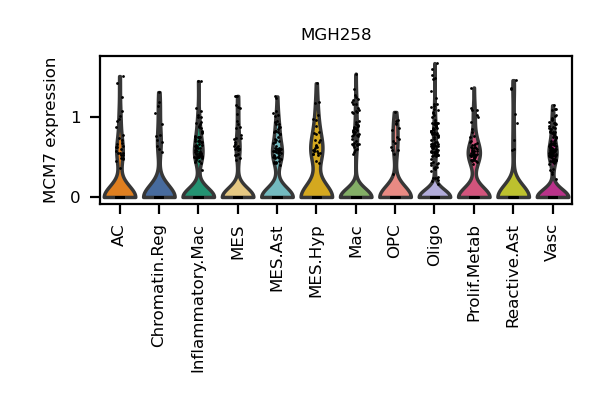 MGH258
MCM7 expression
1
0
AC
Chromatin.Reg
Inflammatory.Mac
MES
MES.Ast
MES.Hyp
Mac
OPC
Oligo
Prolif.Metab
Reactive.Ast
Vasc